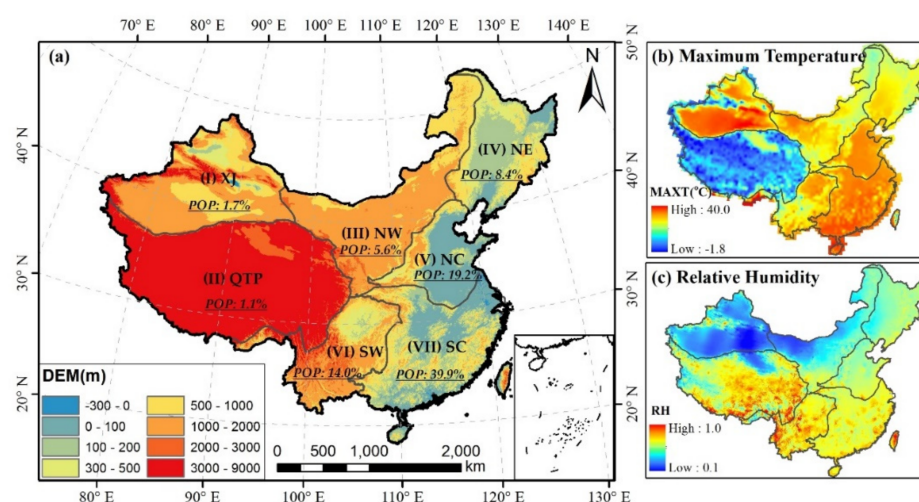 70° E 80° E 90° E 100° E 110° E 120° E 130° E 140° E
(a)
N
50° N
40° N
30° N
20° N
40° N
30° N
20° N
(I) XJ
POP: 1.7%
(II) QTP
POP: 1.1%
(III) NW
POP: 5.6%
(IV) NE
POP: 8.4%
(V) NC
POP: 19.2%
(VI) SW
POP: 14.0%
(VII) SC
POP: 39.9%
DEM(m)
-300 - 0
0 - 100
100 - 200
300 - 500
500 - 1000
1000 - 2000
2000 - 3000
3000 - 9000
0 500 1,000 2,000
km
80° E 90° E 100° E 110° E 120° E 130° E
(b) Maximum Temperature
MAXT(°C)
High : 40.0
Low : -1.8
(c) Relative Humidity
RH
High : 1.0
Low : 0.1